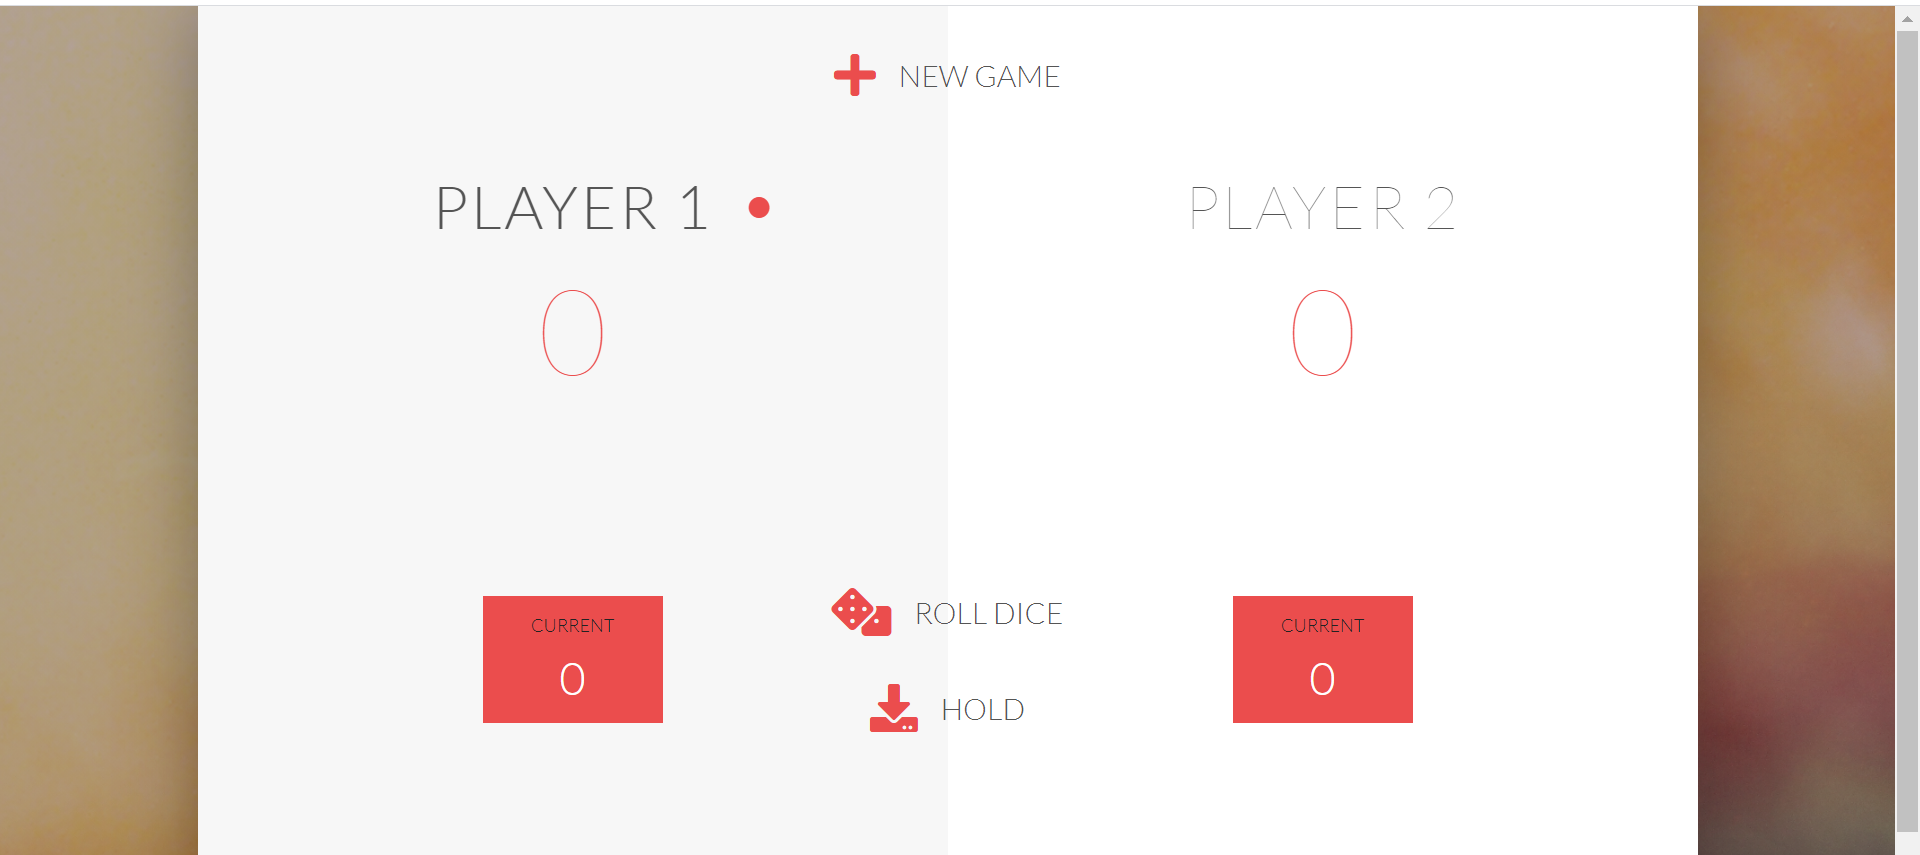 NEW GAME
PLAYER 1
0
PLAYER 2
0
CURRENT
0
ROLL DICE
HOLD
CURRENT
0